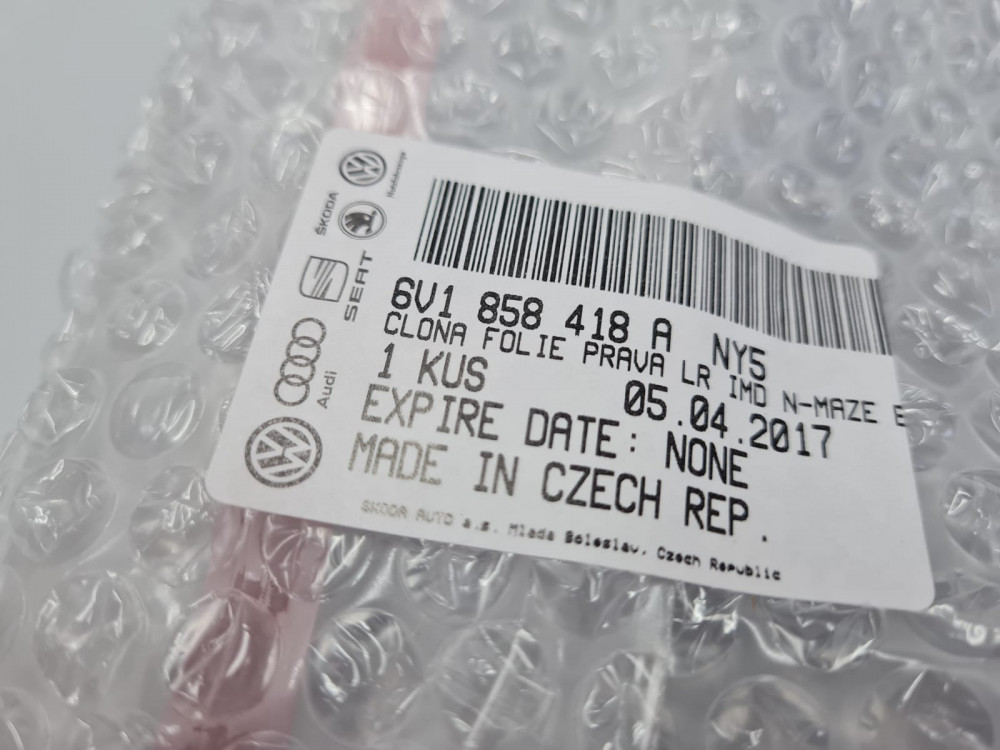 ŠKODA
SEAT
Audi
6V1 858 418 A NY5
CLONA FOLIE PRAVA LR IMD N-MAZE
1 KUS 05.04.2017
EXPIRE DATE: NONE
MADE IN CZECH REP.
SKODA AUTO a.s. Mlada Boleslav, Czech Republic